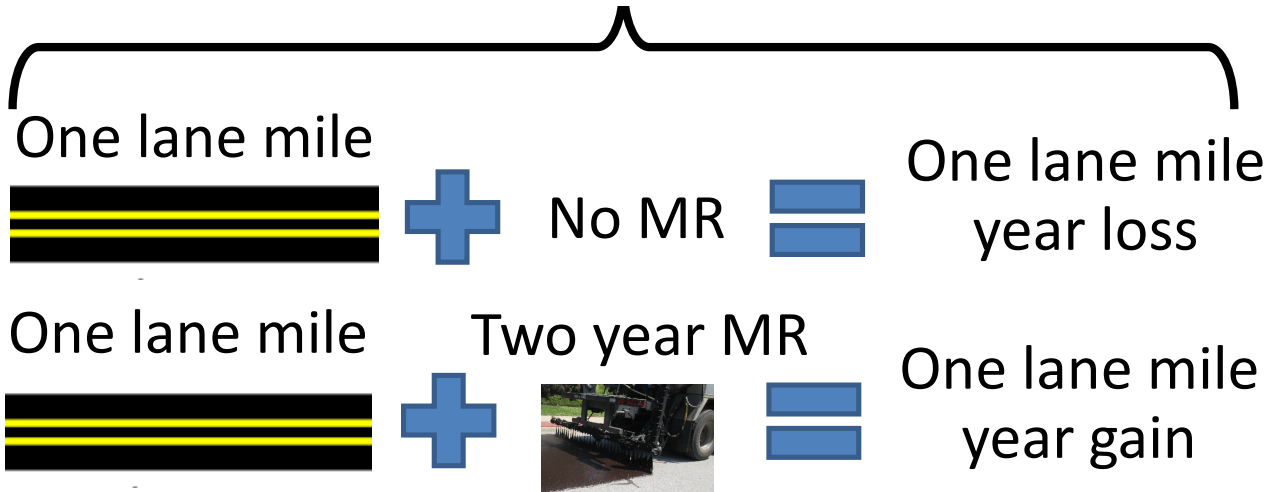 One lane mile
No MR
One lane mile
year loss
One lane mile
Two year MR
One lane mile
year gain